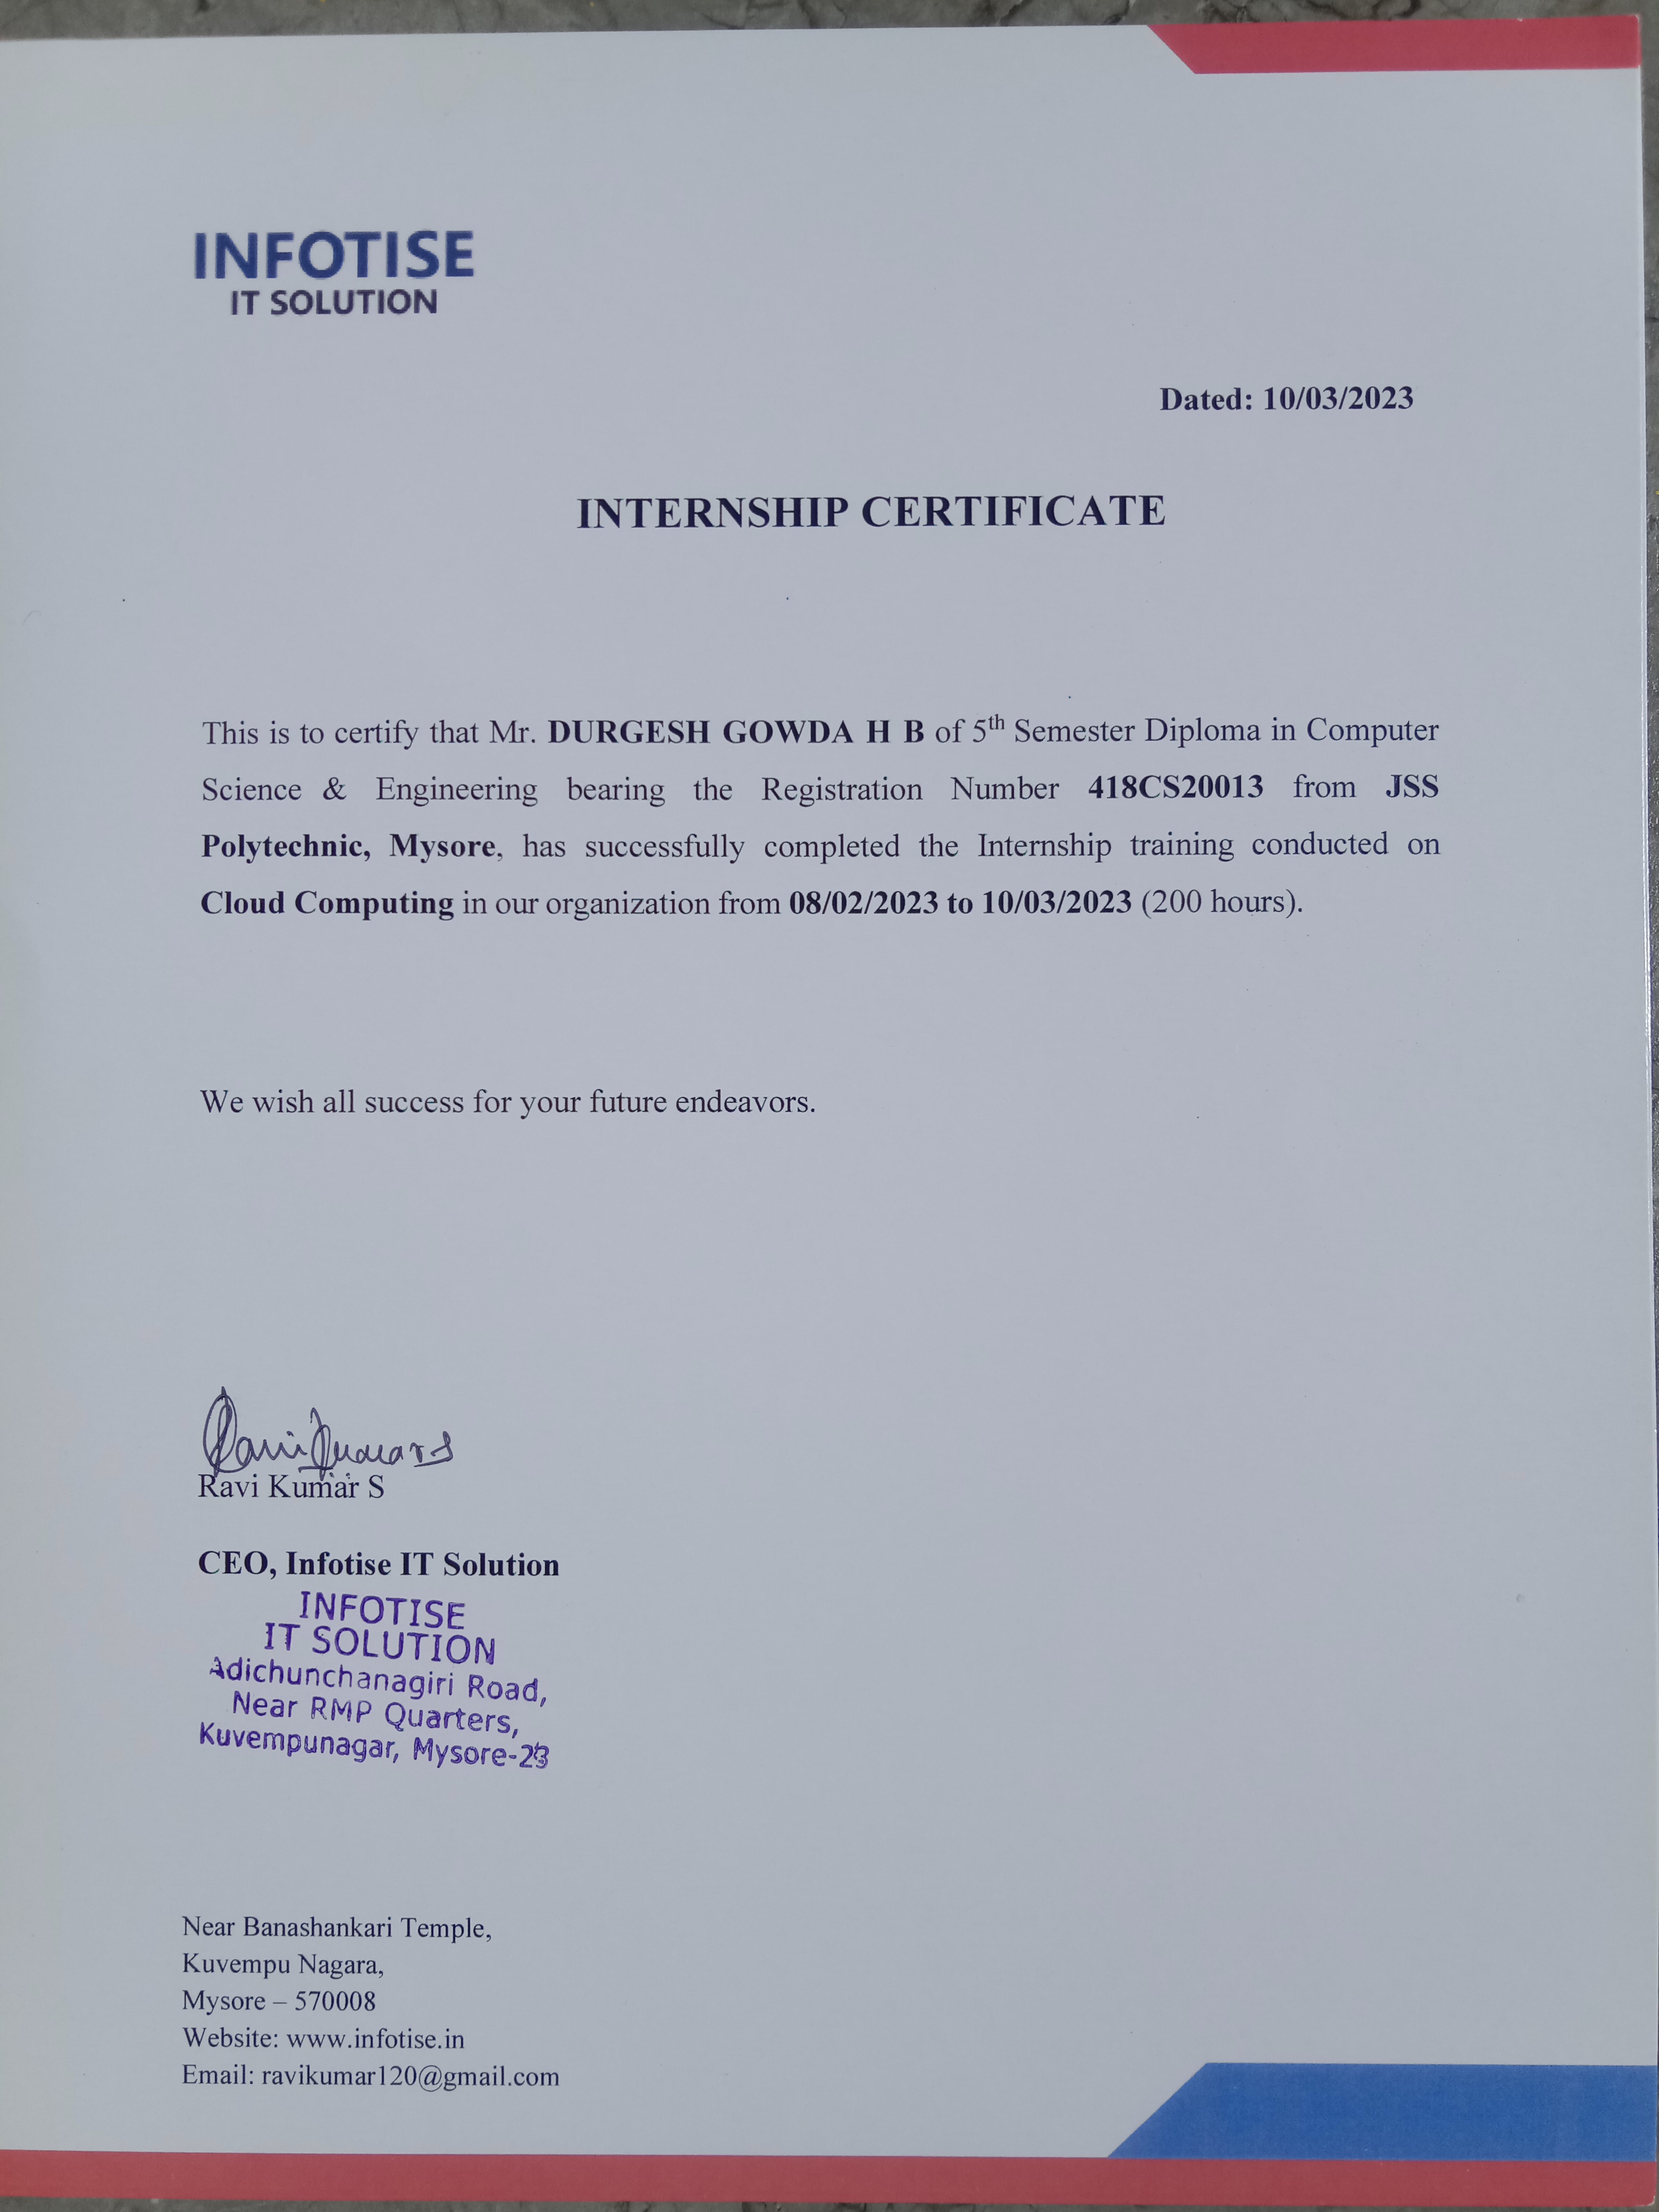 INFOTISE
IT SOLUTION
Dated: 10/03/2023
INTERNSHIP CERTIFICATE
This is to certify that Mr. DURGESH GOWDA H B of 5th Semester Diploma in Computer
Science & Engineering bearing the Registration Number 418CS20013 from JSS
Polytechnic, Mysore, has successfully completed the Internship training conducted on
Cloud Computing in our organization from 08/02/2023 to 10/03/2023 (200 hours).
We wish all success for your future endeavors.
Ravi Kumar S
Ravi Kumar S
CEO, Infotise IT Solution
INFOTISE
IT SOLUTION
Adichunchanagiri Road,
Near RMP Quarters,
Kuvempunagar, Mysore-23
Near Banashankari Temple,
Kuvempu Nagara,
Mysore – 570008
Website: www.infotise.in
Email: ravikumar120@gmail.com